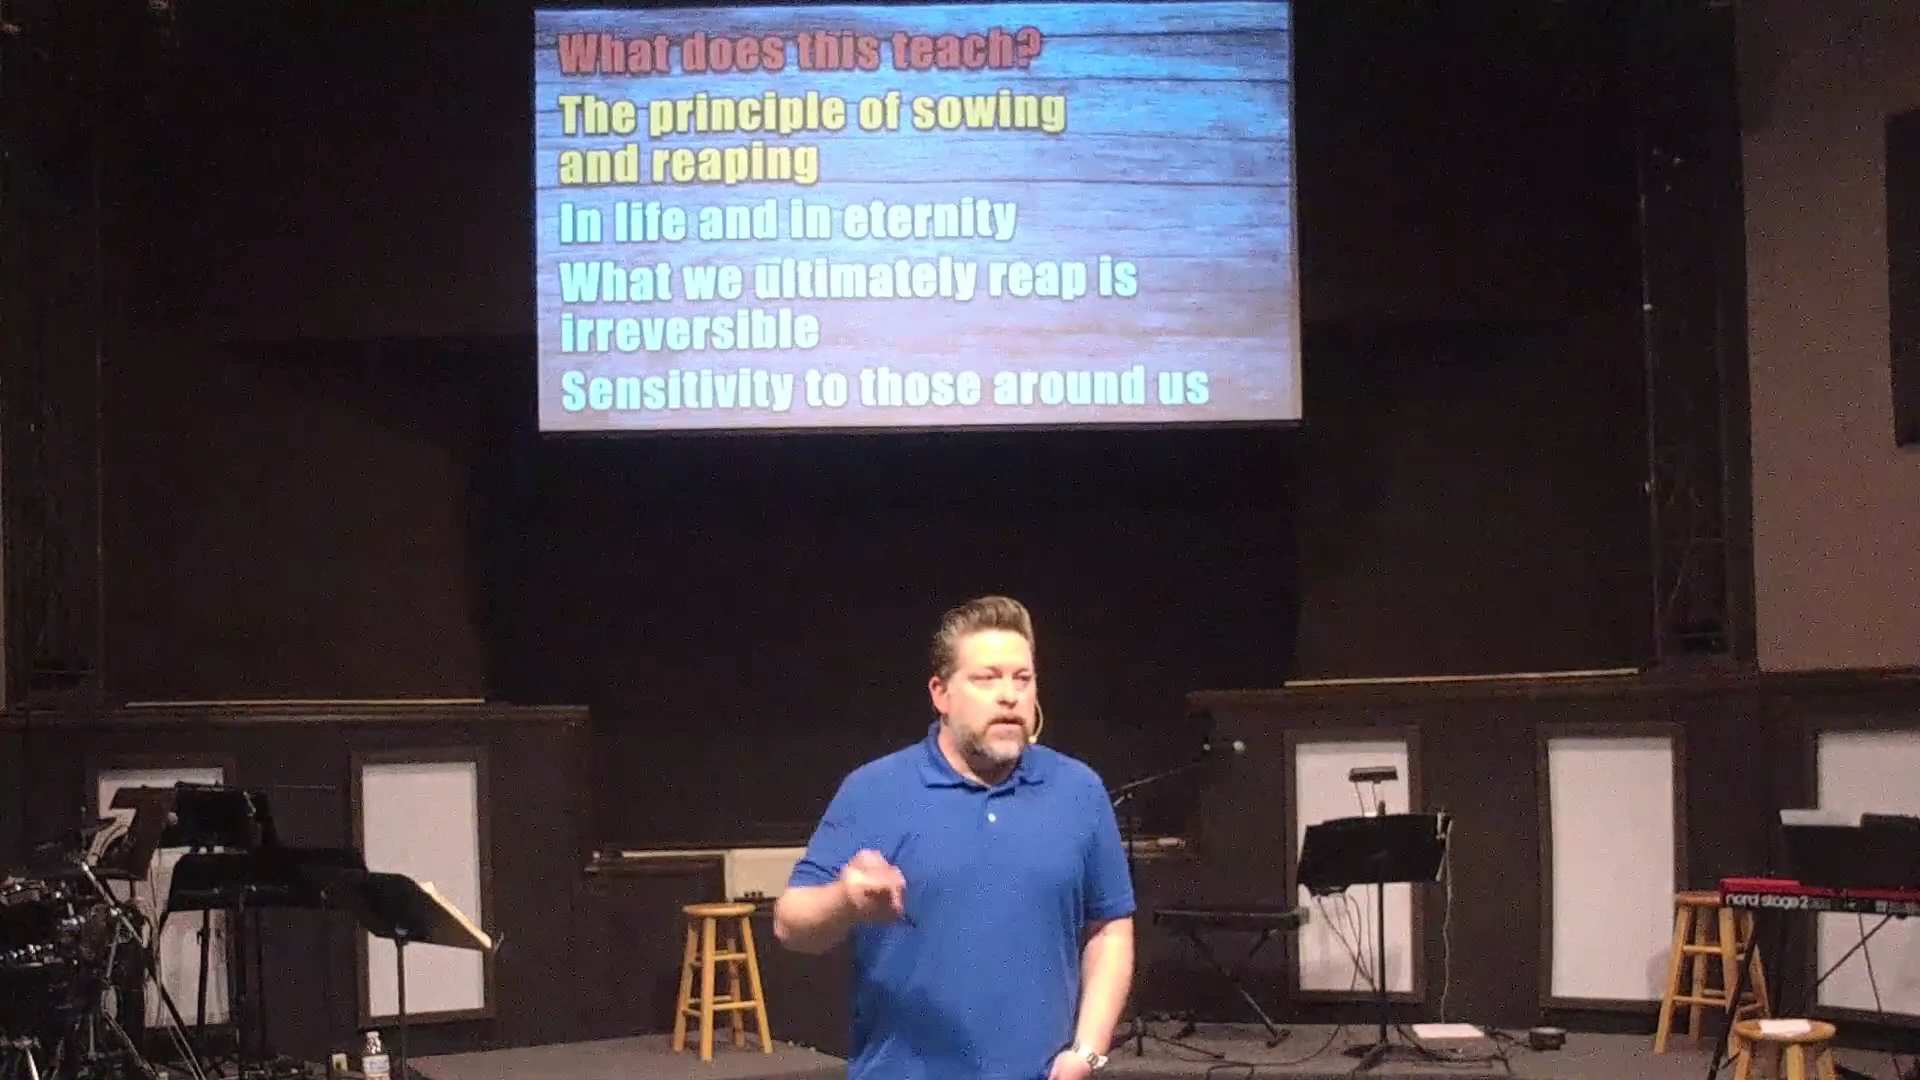 What does this teach?
The principle of sowing
and reaping
In life and in eternity
What we ultimately reap is
irreversible
Sensitivity to those around us
nord stage 2